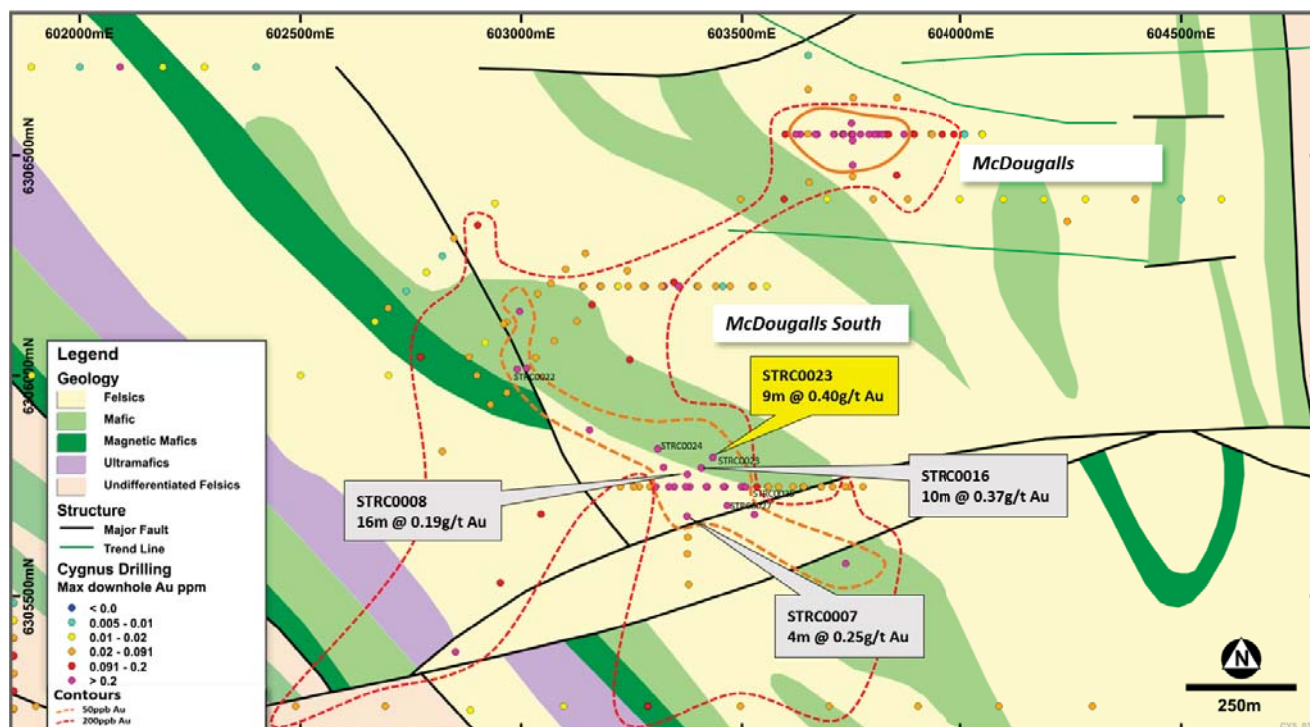 602000mE 602500mE 603000mE 603500mE 604000mE 604500mE
6306500mN
McDougalls
McDougalls South
6306000mN
STRC0022
STRC0023
9m @ 0.40g/t Au
STRC0024
STRC0023
STRC0008
16m @ 0.19g/t Au
STRC0016
10m @ 0.37g/t Au
STRC0027
STRC0007
4m @ 0.25g/t Au
6305500mN
Legend
Geology
Felsics
Mafic
Magnetic Mafics
Ultramafics
Undifferentiated Felsics
Structure
Major Fault
Trend Line
Cygnus Drilling
Max downhole Au ppm
< 0.0
0.005 - 0.01
0.01 - 0.02
0.02 - 0.091
0.091 - 0.2
> 0.2
Contours
50ppb Au
200ppb Au
N
250m